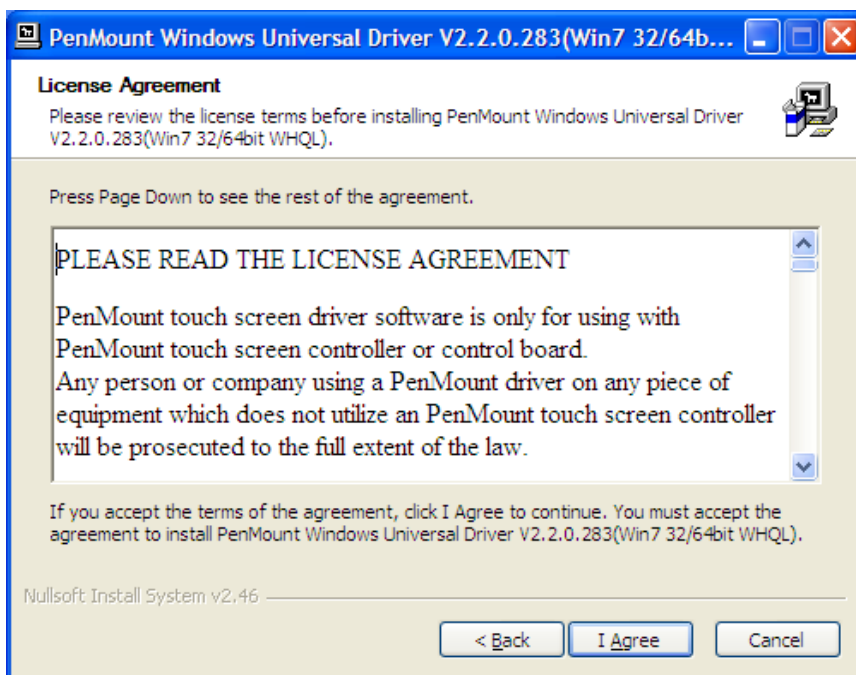 PenMount Windows Universal Driver V2.2.0.283(Win7 32/64b...
License Agreement
Please review the license terms before installing PenMount Windows Universal Driver
V2.2.0.283(Win7 32/64bit WHQL).
Press Page Down to see the rest of the agreement.
PLEASE READ THE LICENSE AGREEMENT
PenMount touch screen driver software is only for using with
PenMount touch screen controller or control board.
Any person or company using a PenMount driver on any piece of
equipment which does not utilize an PenMount touch screen controller
will be prosecuted to the full extent of the law.
If you accept the terms of the agreement, click I Agree to continue. You must accept the
agreement to install PenMount Windows Universal Driver V2.2.0.283(Win7 32/64bit WHQL).
Nullsoft Install System v2.46
< Back I Agree Cancel